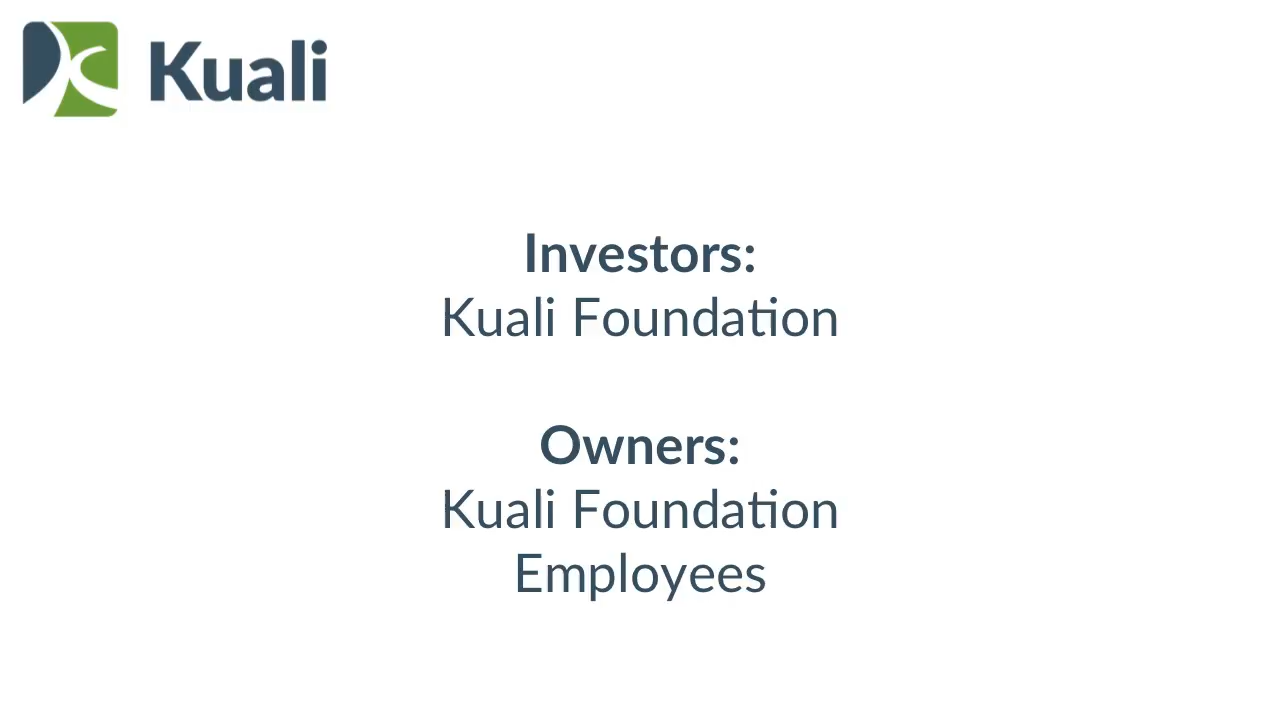 Kuali
Investors:
Kuali Foundation
Owners:
Kuali Foundation
Employees